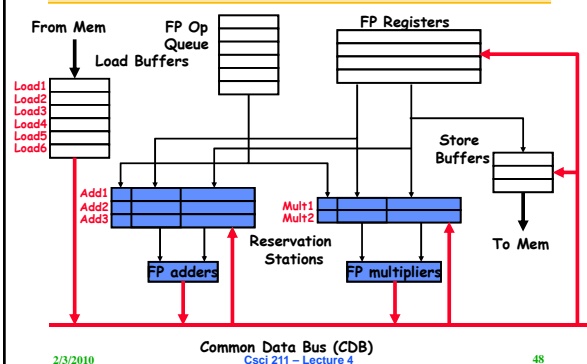 From Mem
FP Op
Queue
FP Registers
Load Buffers
Load1
Load2
Load3
Load4
Load5
Load6
Store
Buffers
Add1
Add2
Add3
Mult1
Mult2
Reservation
Stations
To Mem
FP adders
FP multipliers
Common Data Bus (CDB)
2/3/2010
Csci 211 – Lecture 4
48